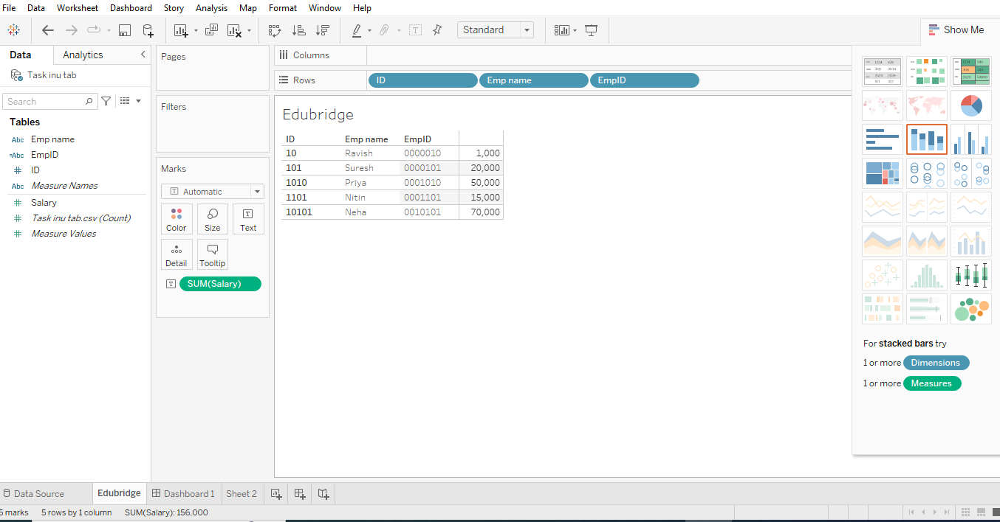 File Data Worksheet Dashboard Story Analysis Map Format Window Help
Standard
Show Me
Data Analytics
Task inu tab
Search
Tables
Abc Emp name
=Abc EmpID
# ID
Abc Measure Names
# Salary
# Task inu tab.csv (Count)
# Measure Values
Pages
Filters
Marks
T Automatic
Color Size Text
Detail Tooltip
T SUM(Salary)
Columns
Rows ID Emp name EmpID
Edubridge
ID Emp name EmpID
10 Ravish 0000010 1,000
101 Suresh 0000101 20,000
1010 Priya 0001010 50,000
1101 Nitin 0001101 15,000
10101 Neha 0010101 70,000
For stacked bars try
1 or more Dimensions
1 or more Measures
Data Source Edubridge Dashboard 1 Sheet 2
5 marks 5 rows by 1 column SUM(Salary): 156,000